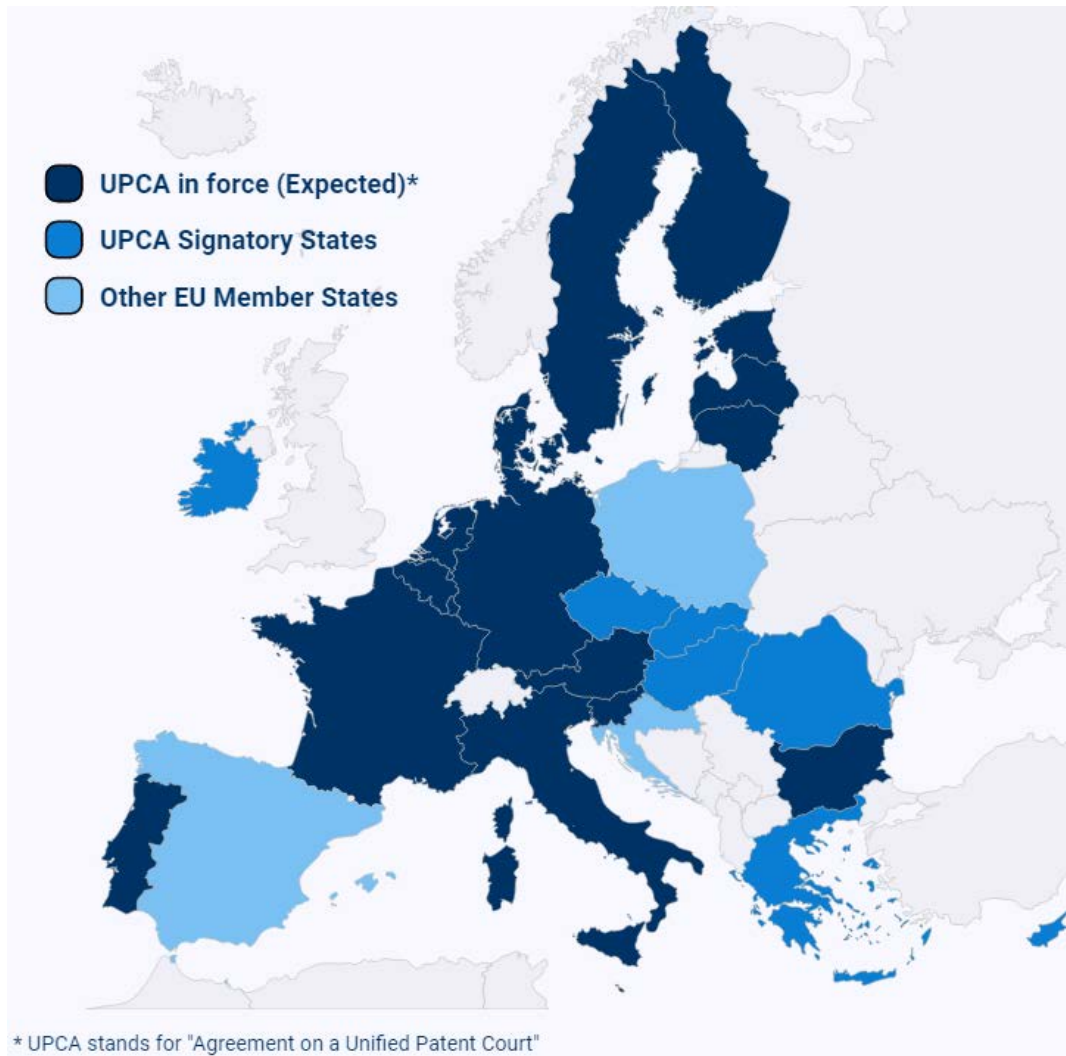 UPCA in force (Expected)*
UPCA Signatory States
Other EU Member States
* UPCA stands for "Agreement on a Unified Patent Court"